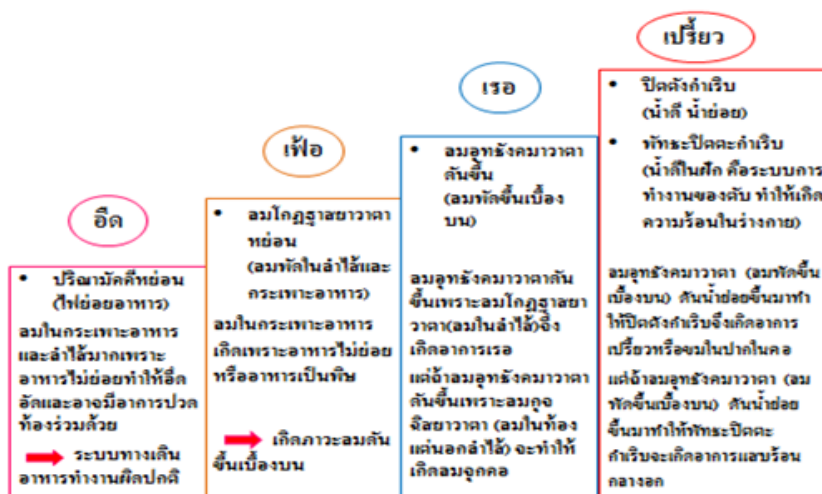 อืด
• ปริณามัคคีหย่อน
(ไฟย่อยอาหาร)
ลมในกระเพาะอาหาร
และลำไส้มากเพราะ
อาหารไม่ย่อยทำให้อึด
อัดและอาจมีอาการปวด
ท้องร่วมด้วย
ระบบทางเดิน
อาหารทำงานผิดปกติ
เฟ้อ
• ลมโกฏฐาสยาวาตา
หย่อน
(ลมพัดในลำไส้และ
กระเพาะอาหาร)
ลมในกระเพาะอาหาร
เกิดเพราะอาหารไม่ย่อย
หรืออาหารเป็นพิษ
เกิดภาวะลมดัน
ขึ้นเบื้องบน
เรอ
• ลมอุทธังคมาวาตา
ดันขึ้น
(ลมพัดขึ้นเบื้อง
บน)
ลมอุทธังคมาวาตาดัน
ขึ้นเพราะลมโกฏฐาสยา
วาตา(ลมในลำไส้)จึง
เกิดอาการเรอ
แต่ถ้าลมอุทธังคมาวาตา
ดันขึ้นเพราะลมกุจ
ฉิสยาวาตา (ลมในท้อง
แต่นอกลำไส้) จะทำให้
เกิดลมจุกคอ
เปรี้ยว
• ปิตตังกำเริบ
(น้ำดี น้ำย่อย)
• พัทธะปิตตะกำเริบ
(น้ำดีในฝัก คือระบบการ
ทำงานของตับ ทำให้เกิด
ความร้อนในร่างกาย)
ลมอุทธังคมาวาตา (ลมพัดขึ้น
เบื้องบน) ดันน้ำย่อยขึ้นมาทำ
ให้ปิตตังกำเริบจึงเกิดอาการ
เปรี้ยวหรือขมในปากในคอ
แต่ถ้าลมอุทธังคมาวาตา (ลม
พัดขึ้นเบื้องบน) ดันน้ำย่อย
ขึ้นมาทำให้พัทธะปิตตะ
กำเริบจะเกิดอาการแสบร้อน
กลางอก